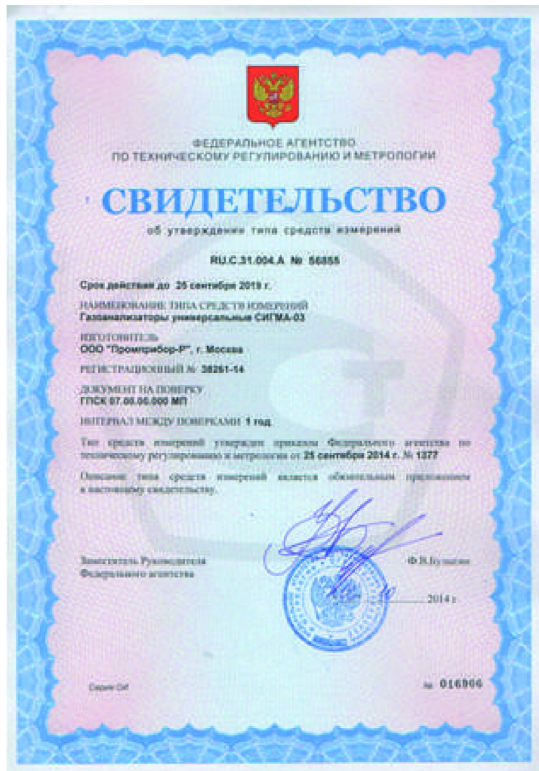 ФЕДЕРАЛЬНОЕ АГЕНТСТВО
ПО ТЕХНИЧЕСКОМУ РЕГУЛИРОВАНИЮ И МЕТРОЛОГИИ
СВИДЕТЕЛЬСТВО
об утверждении типа средств измерений
RU.C.31.004.A № 56855
Срок действия до 25 сентября 2019 г.
НАИМЕНОВАНИЕ ТИПА СРЕДСТВ ИЗМЕРЕНИЙ
Газоанализаторы универсальные СИГМА-03
ИЗГОТОВИТЕЛЬ
ООО "Промприбор-Р", г. Москва
РЕГИСТРАЦИОННЫЙ № 38261-14
ДОКУМЕНТ НА ПОВЕРКУ
ГПСК 07.00.00.000 МП
ИНТЕРВАЛ МЕЖДУ ПОВЕРКАМИ 1 год
Тип средств измерений утвержден приказом Федерального агентства по
техническому регулированию и метрологии от 25 сентября 2014 г. № 1377
Описание типа средств измерений является обязательным приложением
к настоящему свидетельству.
Заместитель Руководителя
Федерального агентства
Ф.В.Булыгин
10
2014 г.
Серия СИ
№ 016966